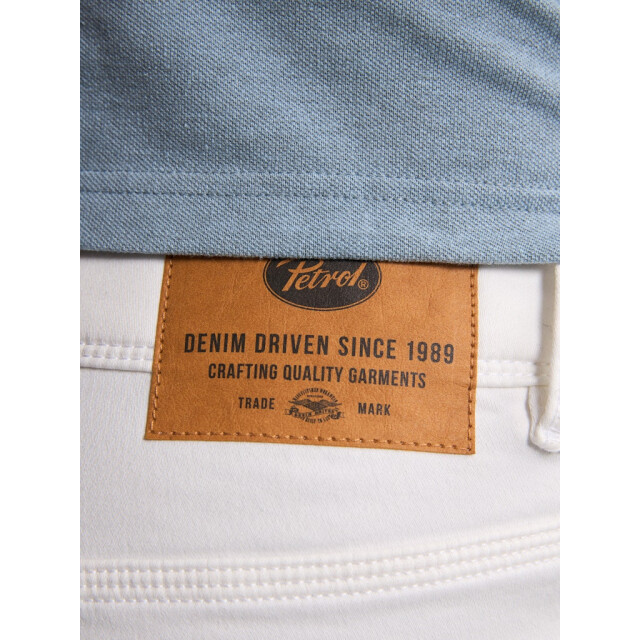 Petrol®
DENIM DRIVEN SINCE 1989
CRAFTING QUALITY GARMENTS
TRADE MARK